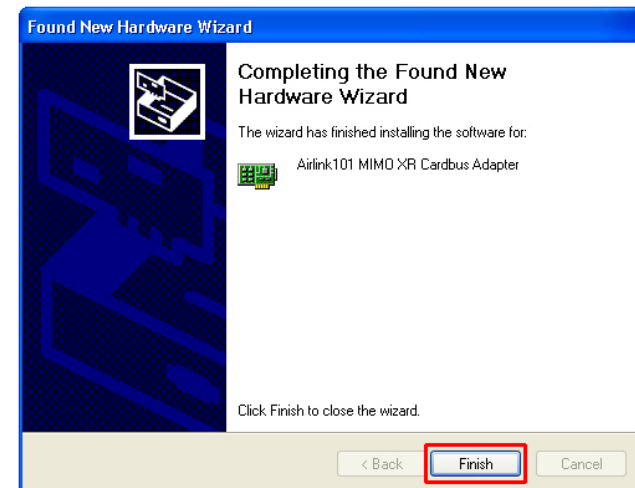 Found New Hardware Wizard
Completing the Found New
Hardware Wizard
The wizard has finished installing the software for:
Airlink101 MIMO XR Cardbus Adapter
Click Finish to close the wizard.
< Back
Finish
Cancel